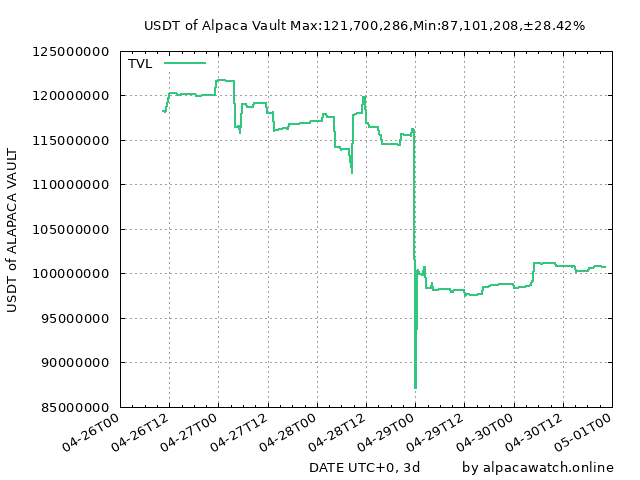 USDT of Alpaca Vault Max:121,700,286,Min:87,101,208,±28.42%
TVL
125000000
120000000
115000000
110000000
105000000
100000000
95000000
90000000
85000000
USDT of ALAPACA VAULT
04-26T00
04-26T12
04-27T00
04-27T12
04-28T00
04-28T12
04-29T00
04-29T12
04-30T00
04-30T12
05-01T00
DATE UTC+0, 3d
by alpacawatch.online